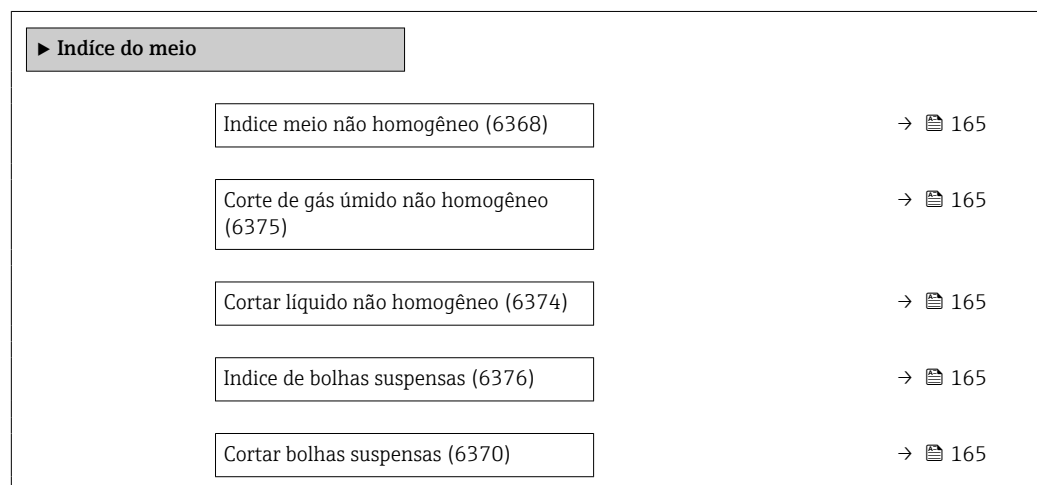 ▶ Indíce do meio
Indice meio não homogêneo (6368) → 165
Corte de gás úmido não homogêneo → 165
(6375)
Cortar líquido não homogêneo (6374) → 165
Indice de bolhas suspensas (6376) → 165
Cortar bolhas suspensas (6370) → 165